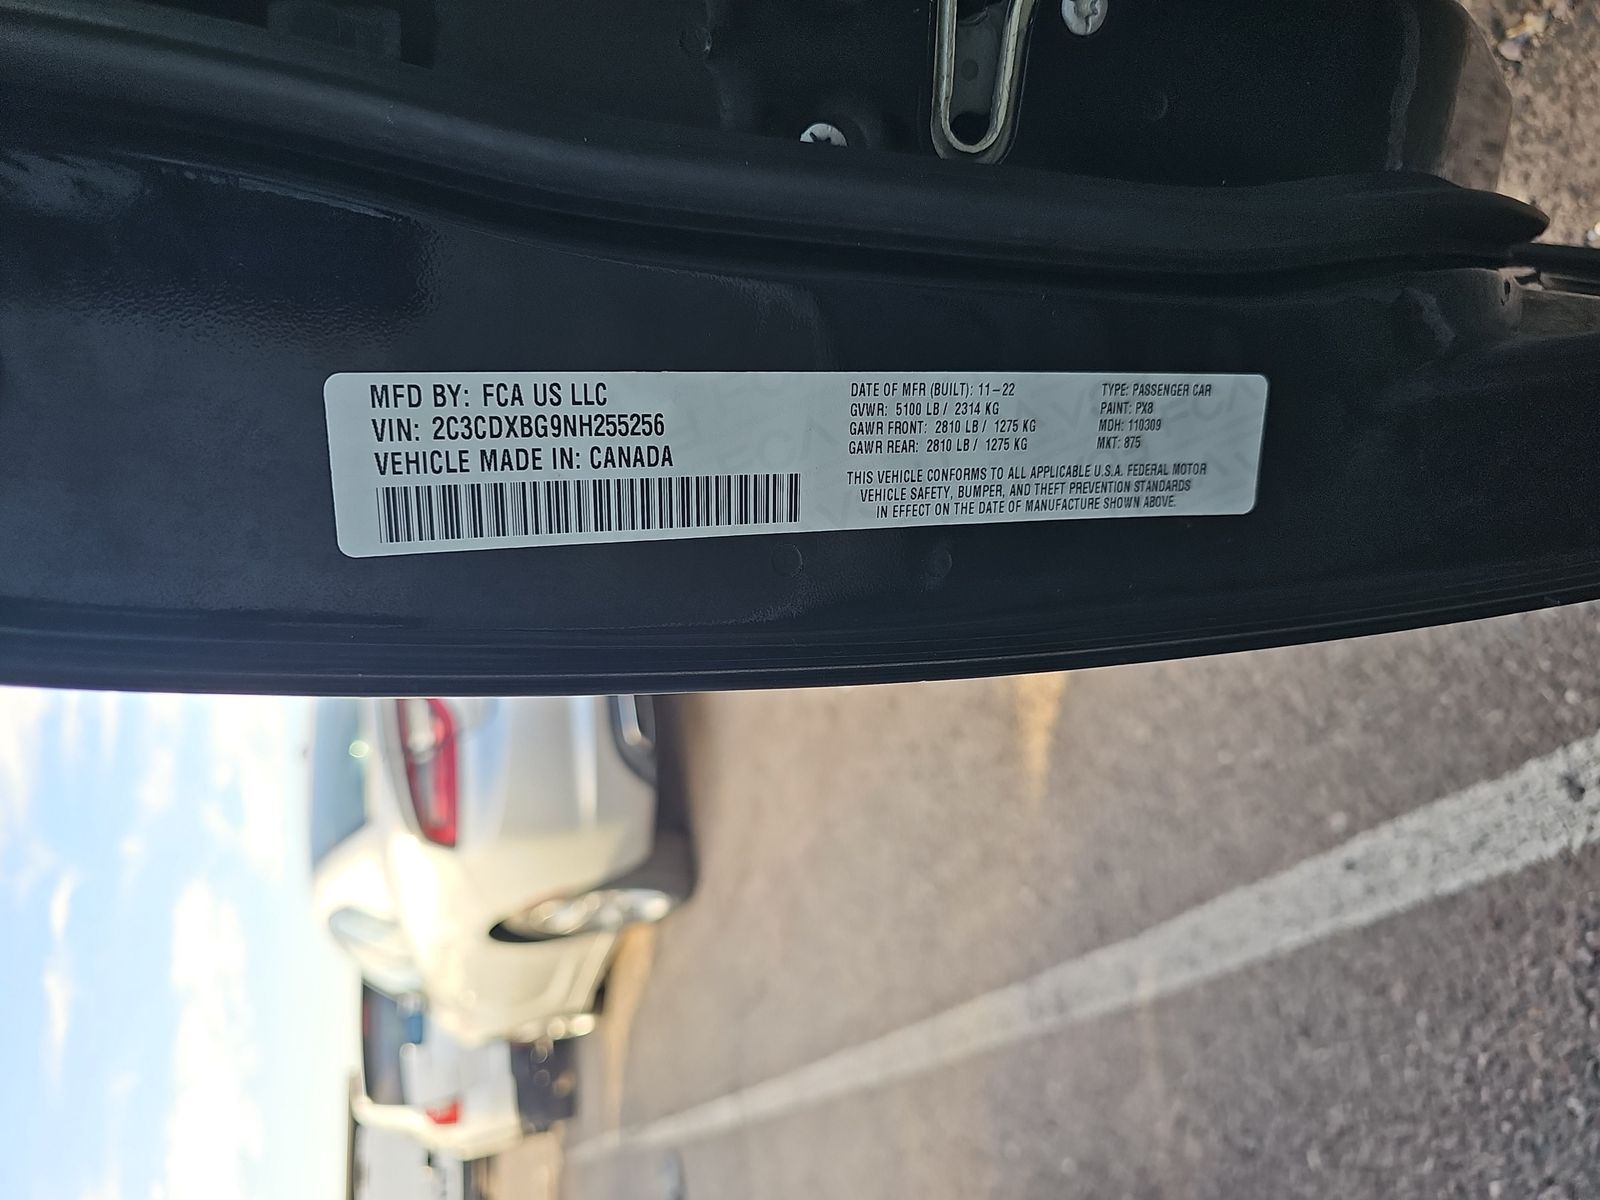 MFD BY: FCA US LLC
VIN: 2C3CDXBG9NH255256
VEHICLE MADE IN: CANADA
DATE OF MFR (BUILT): 11-22
GVWR: 5100 LB / 2314 KG
GAWR FRONT: 2810 LB / 1275 KG
GAWR REAR: 2810 LB / 1275 KG
TYPE: PASSENGER CAR
PAINT: PX8
MDH: 110309
MKT: 875
THIS VEHICLE CONFORMS TO ALL APPLICABLE U.S.A. FEDERAL MOTOR
VEHICLE SAFETY, BUMPER, AND THEFT PREVENTION STANDARDS
IN EFFECT ON THE DATE OF MANUFACTURE SHOWN ABOVE.